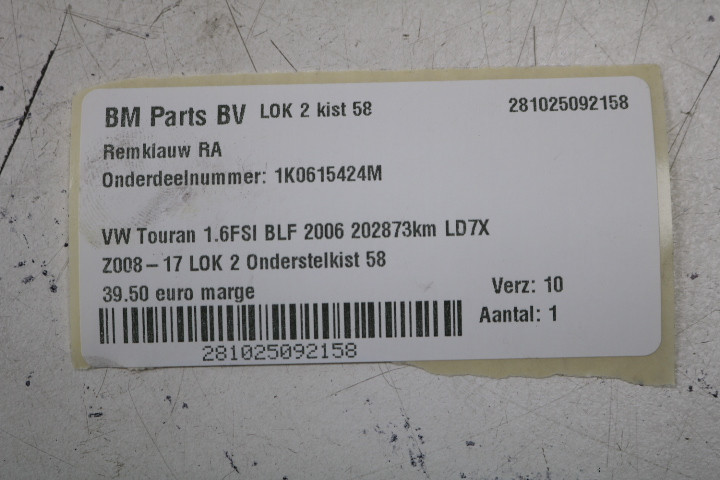 BM Parts BV LOK 2 kist 58 281025092158
Remklauw RA
Onderdeelnummer: 1K0615424M
VW Touran 1.6FSI BLF 2006 202873km LD7X
Z008-17 LOK 2 Onderstelkist 58
39.50 euro marge Verz: 10
Aantal: 1
281025092158